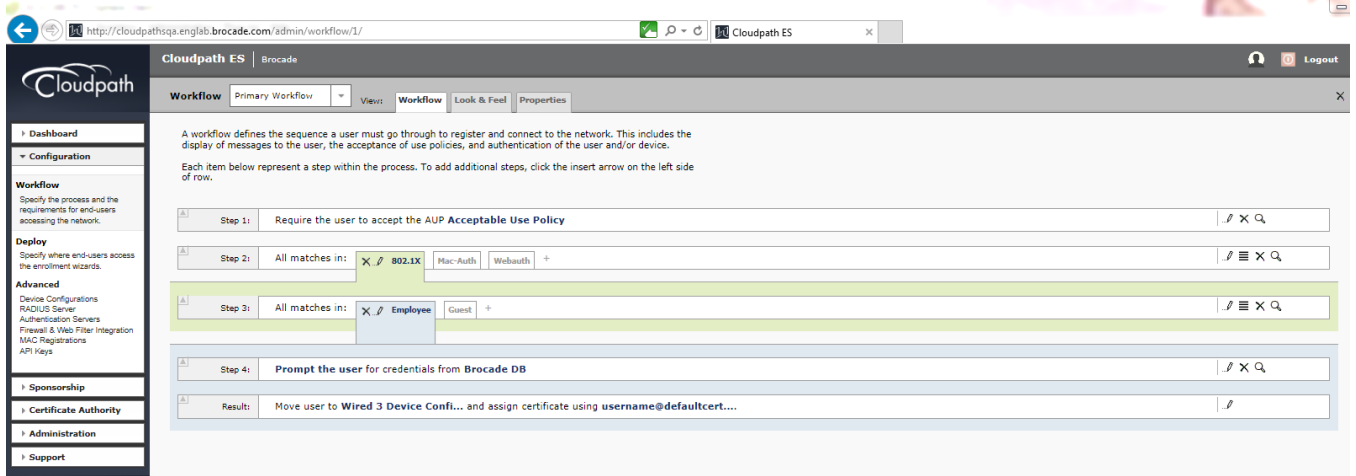 http://cloudpathsqa.englab.brocade.com/admin/workflow/1/
Cloudpath ES
Cloudpath
Cloudpath ES | Brocade
Logout
Workflow Primary Workflow View: Workflow Look & Feel Properties
Dashboard
Configuration
Workflow
Specify the process and the
requirements for end-users
accessing the network.
Deploy
Specify where end-users access
the enrollment wizards.
Advanced
Device Configurations
RADIUS Server
Authentication Servers
Firewall & Web Filter Integration
MAC Registrations
API Keys
Sponsorship
Certificate Authority
Administration
Support
A workflow defines the sequence a user must go through to register and connect to the network. This includes the
display of messages to the user, the acceptance of use policies, and authentication of the user and/or device.
Each item below represent a step within the process. To add additional steps, click the insert arrow on the left side
of row.
Step 1: Require the user to accept the AUP Acceptable Use Policy
Step 2: All matches in: 802.1X Mac-Auth Webauth +
Step 3: All matches in: Employee Guest +
Step 4: Prompt the user for credentials from Brocade DB
Result: Move user to Wired 3 Device Confi... and assign certificate using username@defaultcert....